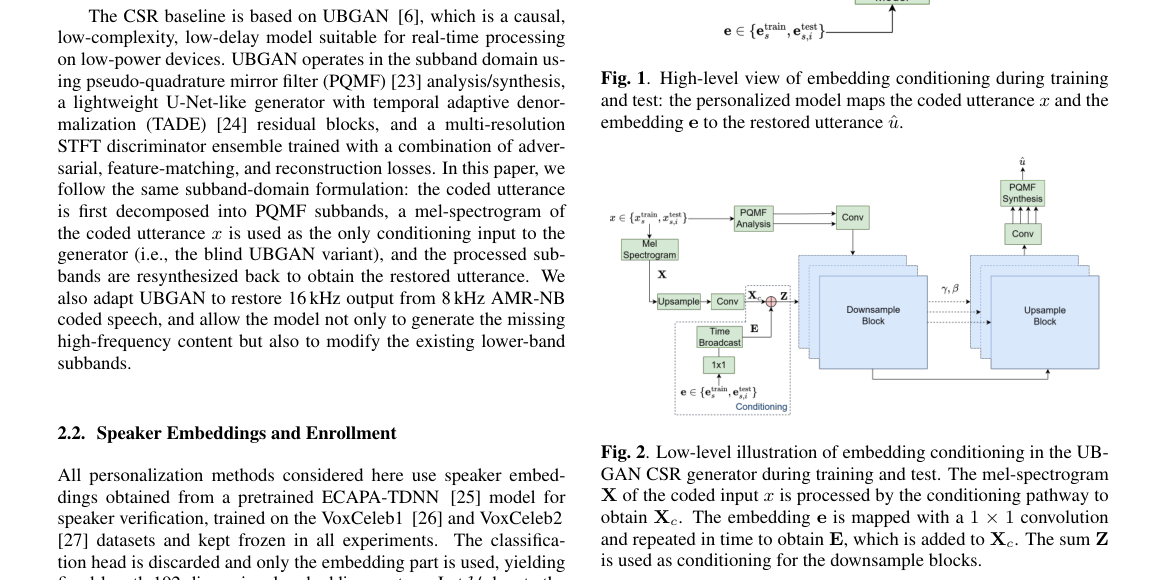 The CSR baseline is based on UBGAN [6], which is a causal,
low-complexity, low-delay model suitable for real-time processing
on low-power devices. UBGAN operates in the subband domain us-
ing pseudo-quadrature mirror filter (PQMF) [23] analysis/synthesis,
a lightweight U-Net-like generator with temporal adaptive denor-
malization (TADE) [24] residual blocks, and a multi-resolution
STFT discriminator ensemble trained with a combination of adver-
sarial, feature-matching, and reconstruction losses. In this paper, we
follow the same subband-domain formulation: the coded utterance
is first decomposed into PQMF subbands, a mel-spectrogram of
the coded utterance x is used as the only conditioning input to the
generator (i.e., the blind UBGAN variant), and the processed sub-
bands are resynthesized back to obtain the restored utterance. We
also adapt UBGAN to restore 16 kHz output from 8 kHz AMR-NB
coded speech, and allow the model not only to generate the missing
high-frequency content but also to modify the existing lower-band
subbands.
2.2. Speaker Embeddings and Enrollment
All personalization methods considered here use speaker embed-
dings obtained from a pretrained ECAPA-TDNN [25] model for
speaker verification, trained on the VoxCeleb1 [26] and VoxCeleb2
[27] datasets and kept frozen in all experiments. The classifica-
tion head is discarded and only the embedding part is used, yielding
e ∈ {e_s^train, e_{s,i}^test}
Fig. 1. High-level view of embedding conditioning during training
and test: the personalized model maps the coded utterance x and the
embedding e to the restored utterance û.
û
PQMF
Synthesis
Conv
x ∈ {x_s^train, x_{s,i}^test}
PQMF
Analysis
Conv
Mel
Spectrogram
X
Upsample
Conv
X_c
Z
E
Time
Broadcast
1x1
e ∈ {e_s^train, e_{s,i}^test}
Conditioning
Downsample
Block
γ, β
Upsample
Block
Fig. 2. Low-level illustration of embedding conditioning in the UB-
GAN CSR generator during training and test. The mel-spectrogram
X of the coded input x is processed by the conditioning pathway to
obtain X_c. The embedding e is mapped with a 1 × 1 convolution
and repeated in time to obtain E, which is added to X_c. The sum Z
is used as conditioning for the downsample blocks.